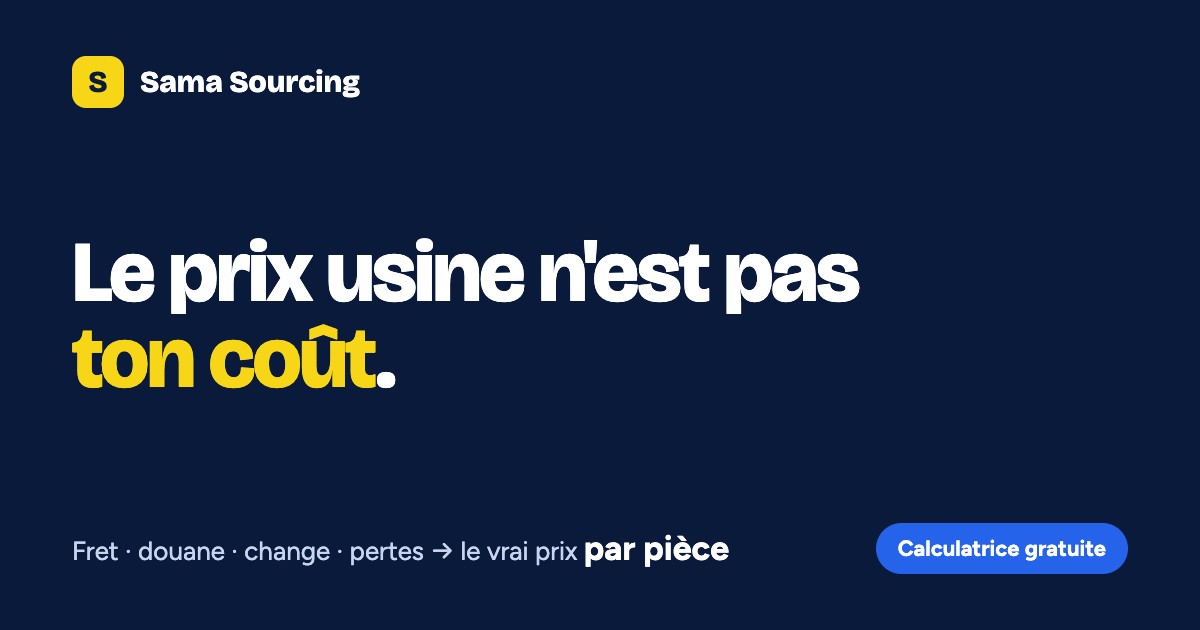 S Sama Sourcing
Le prix usine n'est pas
ton coût.
Fret · douane · change · pertes → le vrai prix par pièce
Calculatrice gratuite